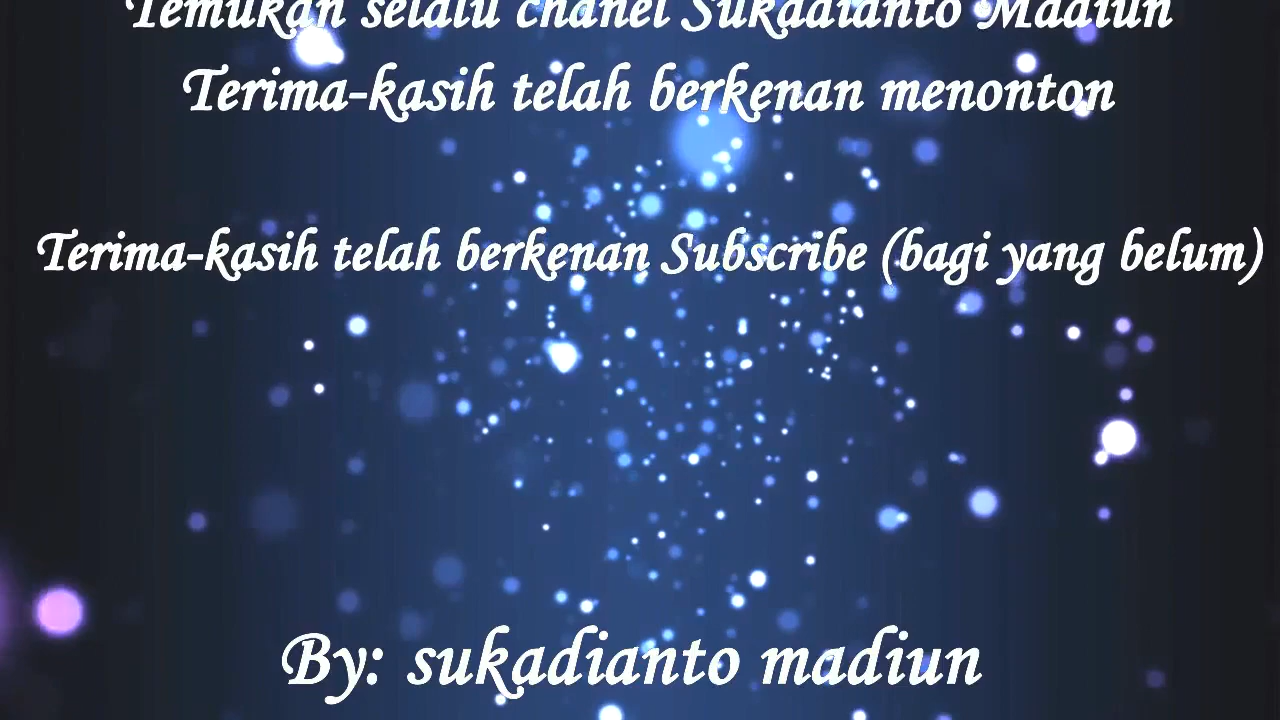 Temukan selalu chanel Sukadianto Madiun
Terima-kasih telah berkenan menonton
Terima-kasih telah berkenan Subscribe (bagi yang belum)
By: sukadianto madiun